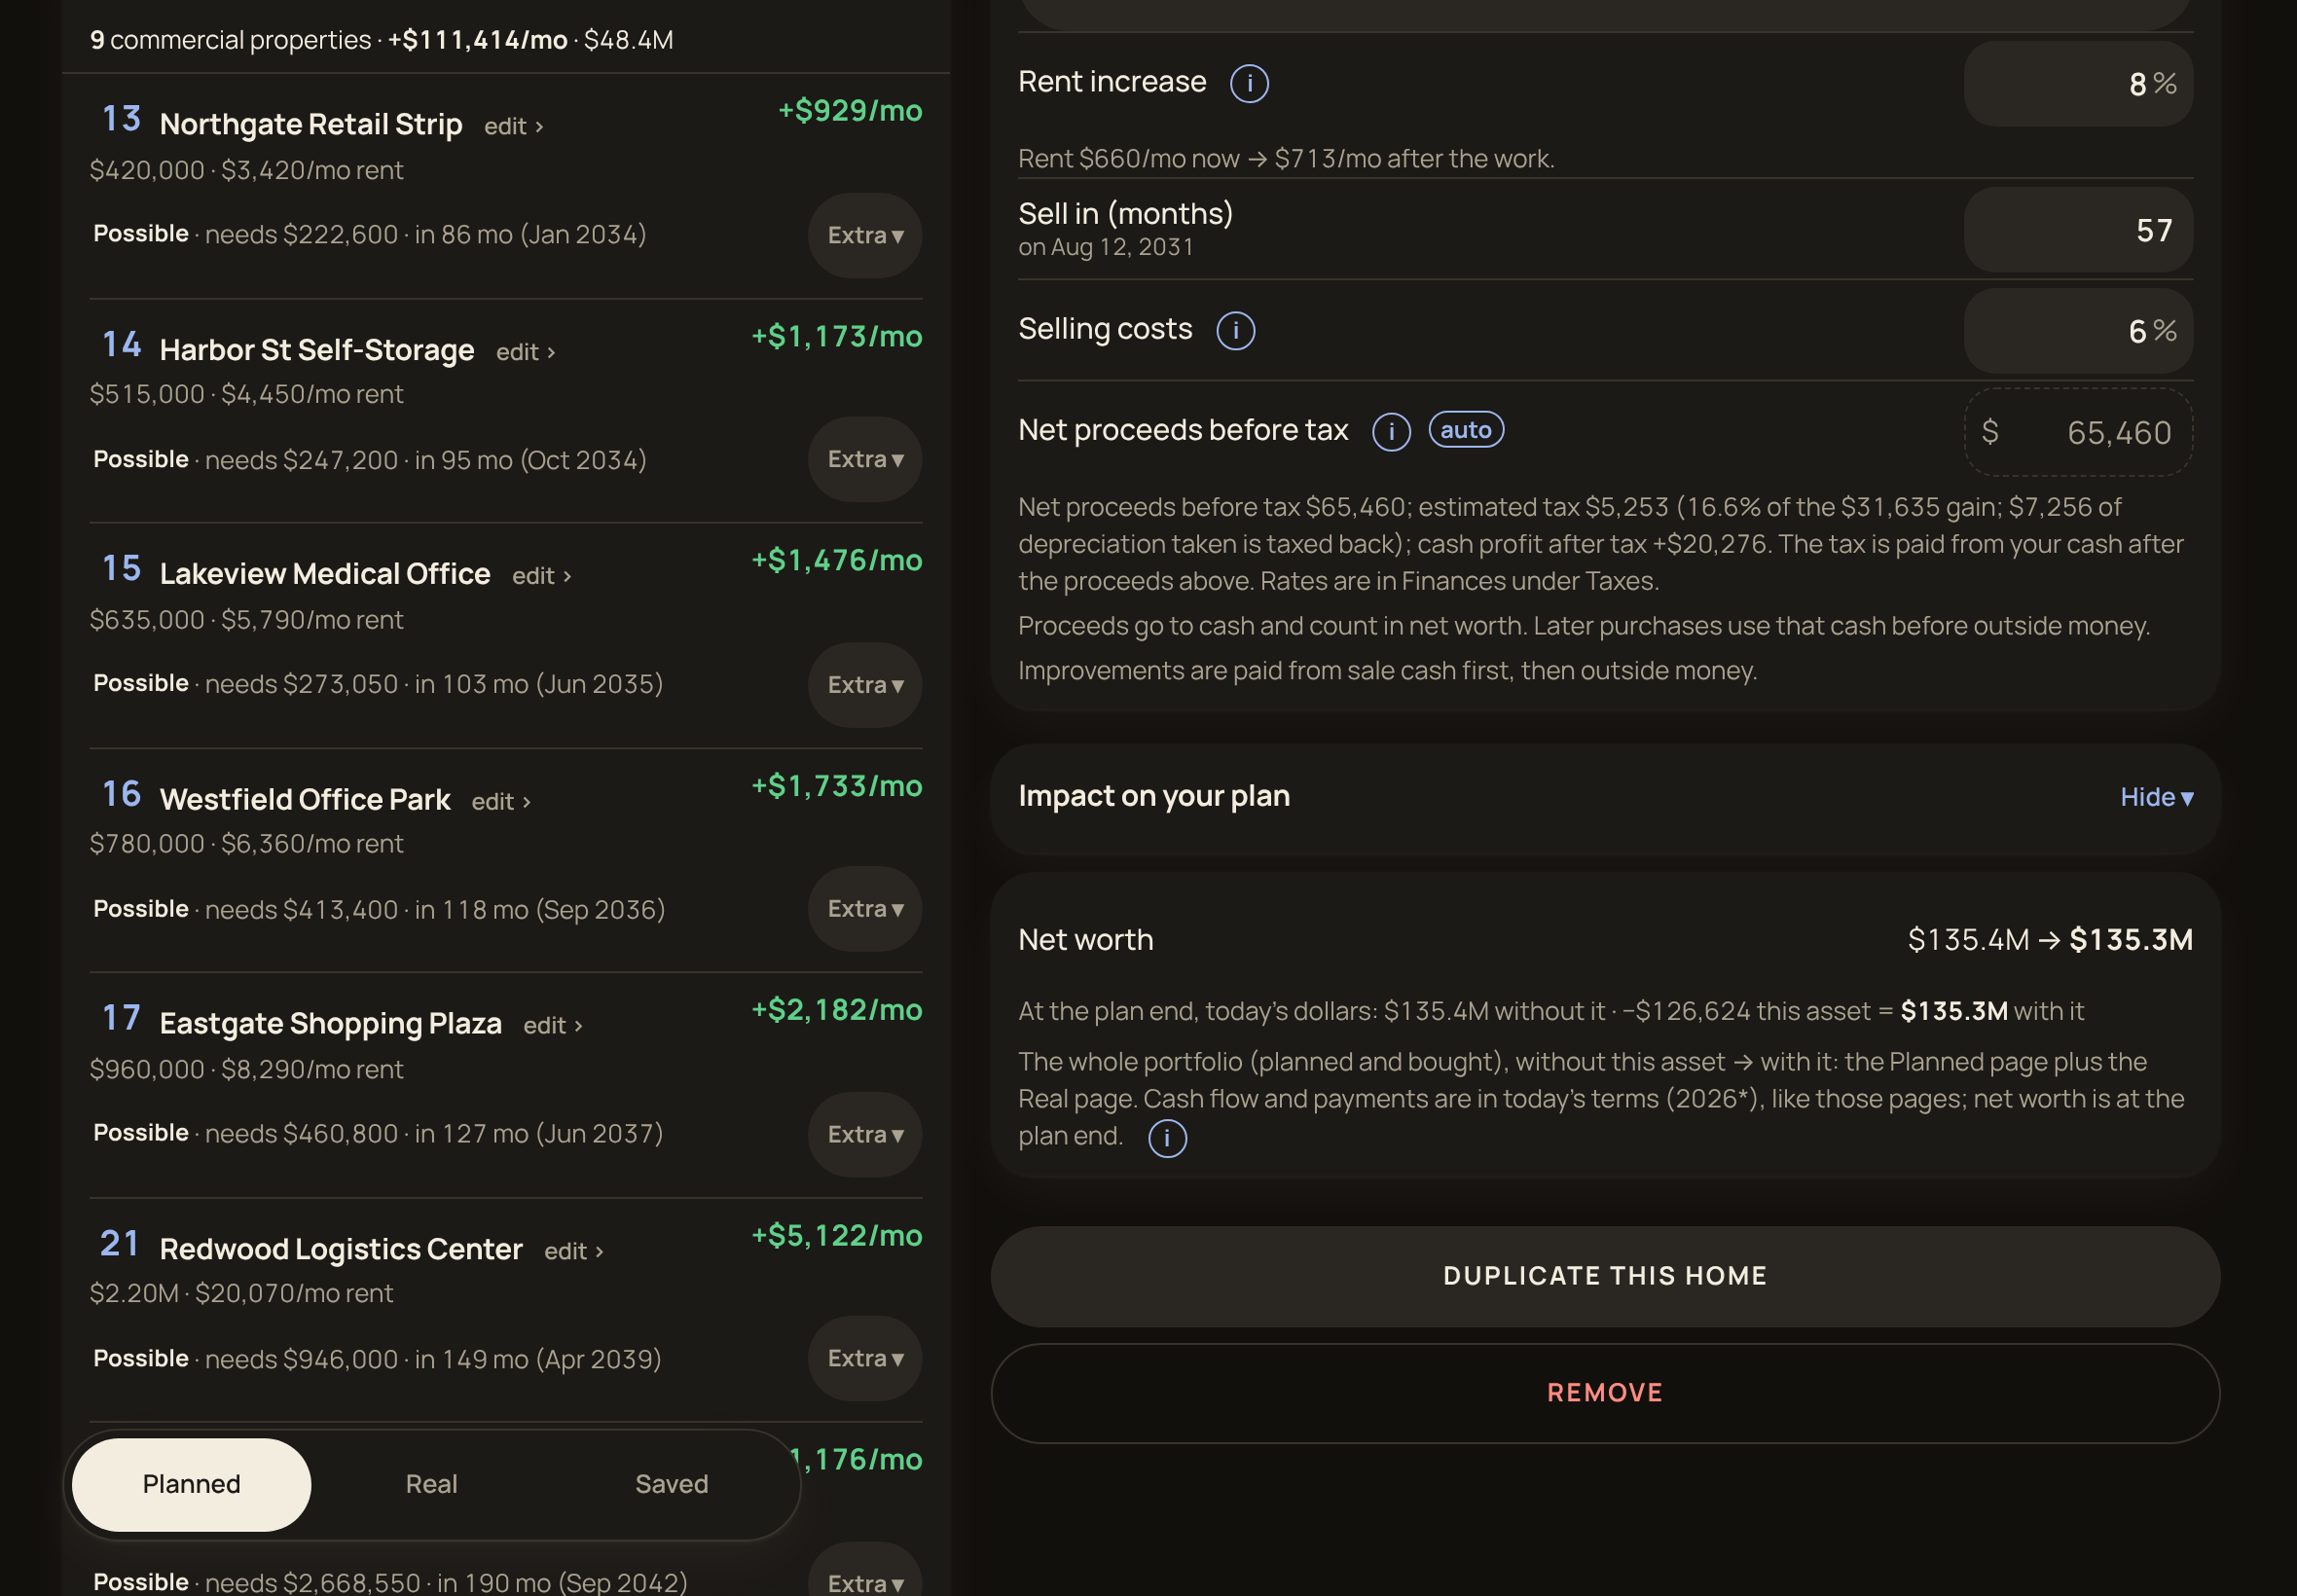 9 commercial properties · +$111,414/mo · $48.4M
13 Northgate Retail Strip edit › +$929/mo
$420,000 · $3,420/mo rent
Possible · needs $222,600 · in 86 mo (Jan 2034) Extra ▾
14 Harbor St Self-Storage edit › +$1,173/mo
$515,000 · $4,450/mo rent
Possible · needs $247,200 · in 95 mo (Oct 2034) Extra ▾
15 Lakeview Medical Office edit › +$1,476/mo
$635,000 · $5,790/mo rent
Possible · needs $273,050 · in 103 mo (Jun 2035) Extra ▾
16 Westfield Office Park edit › +$1,733/mo
$780,000 · $6,360/mo rent
Possible · needs $413,400 · in 118 mo (Sep 2036) Extra ▾
17 Eastgate Shopping Plaza edit › +$2,182/mo
$960,000 · $8,290/mo rent
Possible · needs $460,800 · in 127 mo (Jun 2037) Extra ▾
21 Redwood Logistics Center edit › +$5,122/mo
$2.20M · $20,070/mo rent
Possible · needs $946,000 · in 149 mo (Apr 2039) Extra ▾
1,176/mo
Planned Real Saved
Possible · needs $2,668,550 · in 190 mo (Sep 2042) Extra ▾
Rent increase i 8 %
Rent $660/mo now → $713/mo after the work.
Sell in (months) 57
on Aug 12, 2031
Selling costs i 6 %
Net proceeds before tax i auto $ 65,460
Net proceeds before tax $65,460; estimated tax $5,253 (16.6% of the $31,635 gain; $7,256 of
depreciation taken is taxed back); cash profit after tax +$20,276. The tax is paid from your cash after
the proceeds above. Rates are in Finances under Taxes.
Proceeds go to cash and count in net worth. Later purchases use that cash before outside money.
Improvements are paid from sale cash first, then outside money.
Impact on your plan Hide ▾
Net worth $135.4M → $135.3M
At the plan end, today's dollars: $135.4M without it · −$126,624 this asset = $135.3M with it
The whole portfolio (planned and bought), without this asset → with it: the Planned page plus the
Real page. Cash flow and payments are in today's terms (2026*), like those pages; net worth is at the
plan end. i
DUPLICATE THIS HOME
REMOVE